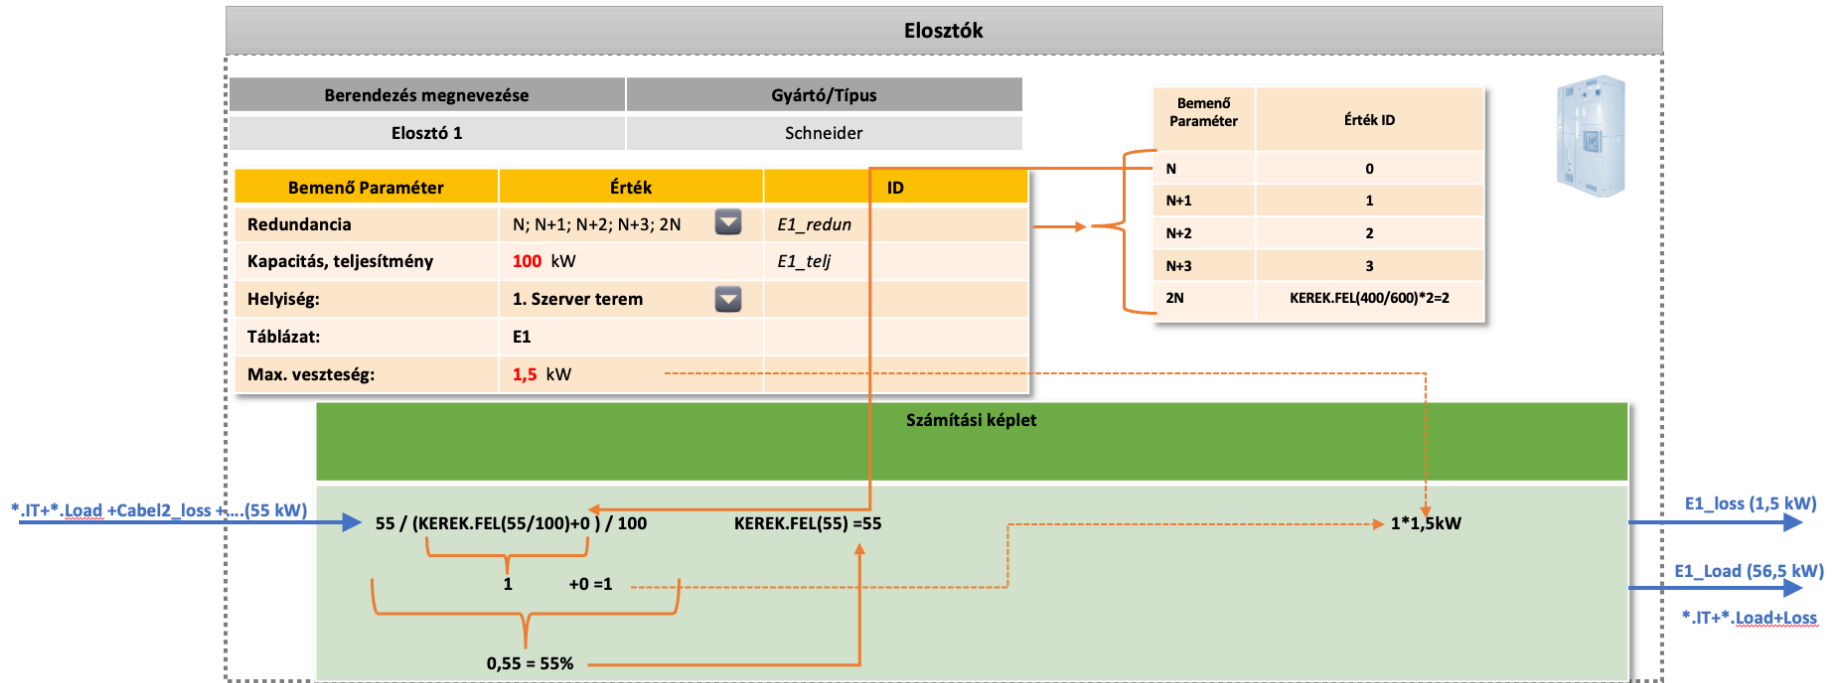 Elosztók
Berendezés megnevezése Gyártó/Típus
Elosztó 1 Schneider
Bemenő Paraméter Érték ID
Redundancia N; N+1; N+2; N+3; 2N E1_redun
Kapacitás, teljesítmény 100 kW E1_telj
Helyiség: 1. Szerver terem
Táblázat: E1
Max. veszteség: 1,5 kW
Bemenő
Paraméter
Érték ID
N 0
N+1 1
N+2 2
N+3 3
2N KEREK.FEL(400/600)*2=2
Számítási képlet
*.IT+*.Load +Cabel2_loss +....(55 kW)
55 / (KEREK.FEL(55/100)+0 ) / 100
KEREK.FEL(55) =55
1*1,5kW
1 +0 =1
0,55 = 55%
E1_loss (1,5 kW)
E1_Load (56,5 kW)
*.IT+*.Load+Loss